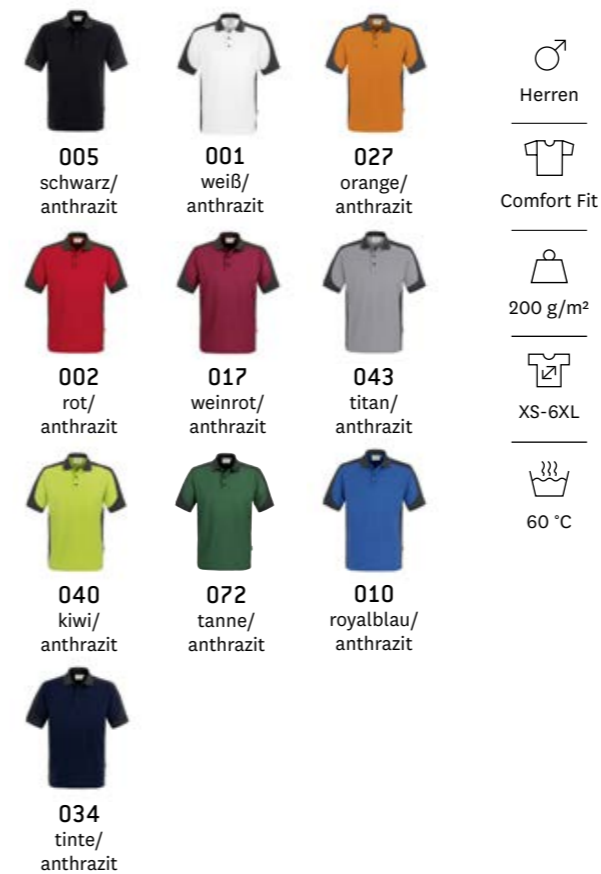 005
schwarz/
anthrazit
001
weiß/
anthrazit
027
orange/
anthrazit
002
rot/
anthrazit
017
weinrot/
anthrazit
043
titan/
anthrazit
040
kiwi/
anthrazit
072
tanne/
anthrazit
010
royalblau/
anthrazit
034
tinte/
anthrazit
Herren
Comfort Fit
200 g/m²
XS-6XL
60 °C